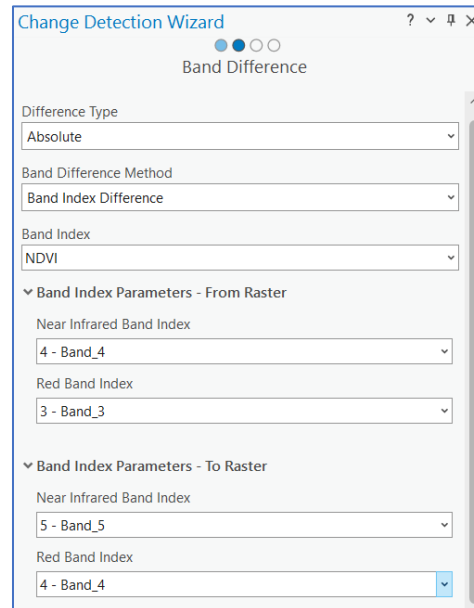 Change Detection Wizard ?
Band Difference
Difference Type
Absolute
Band Difference Method
Band Index Difference
Band Index
NDVI
Band Index Parameters - From Raster
Near Infrared Band Index
4 - Band_4
Red Band Index
3 - Band_3
Band Index Parameters - To Raster
Near Infrared Band Index
5 - Band_5
Red Band Index
4 - Band_4